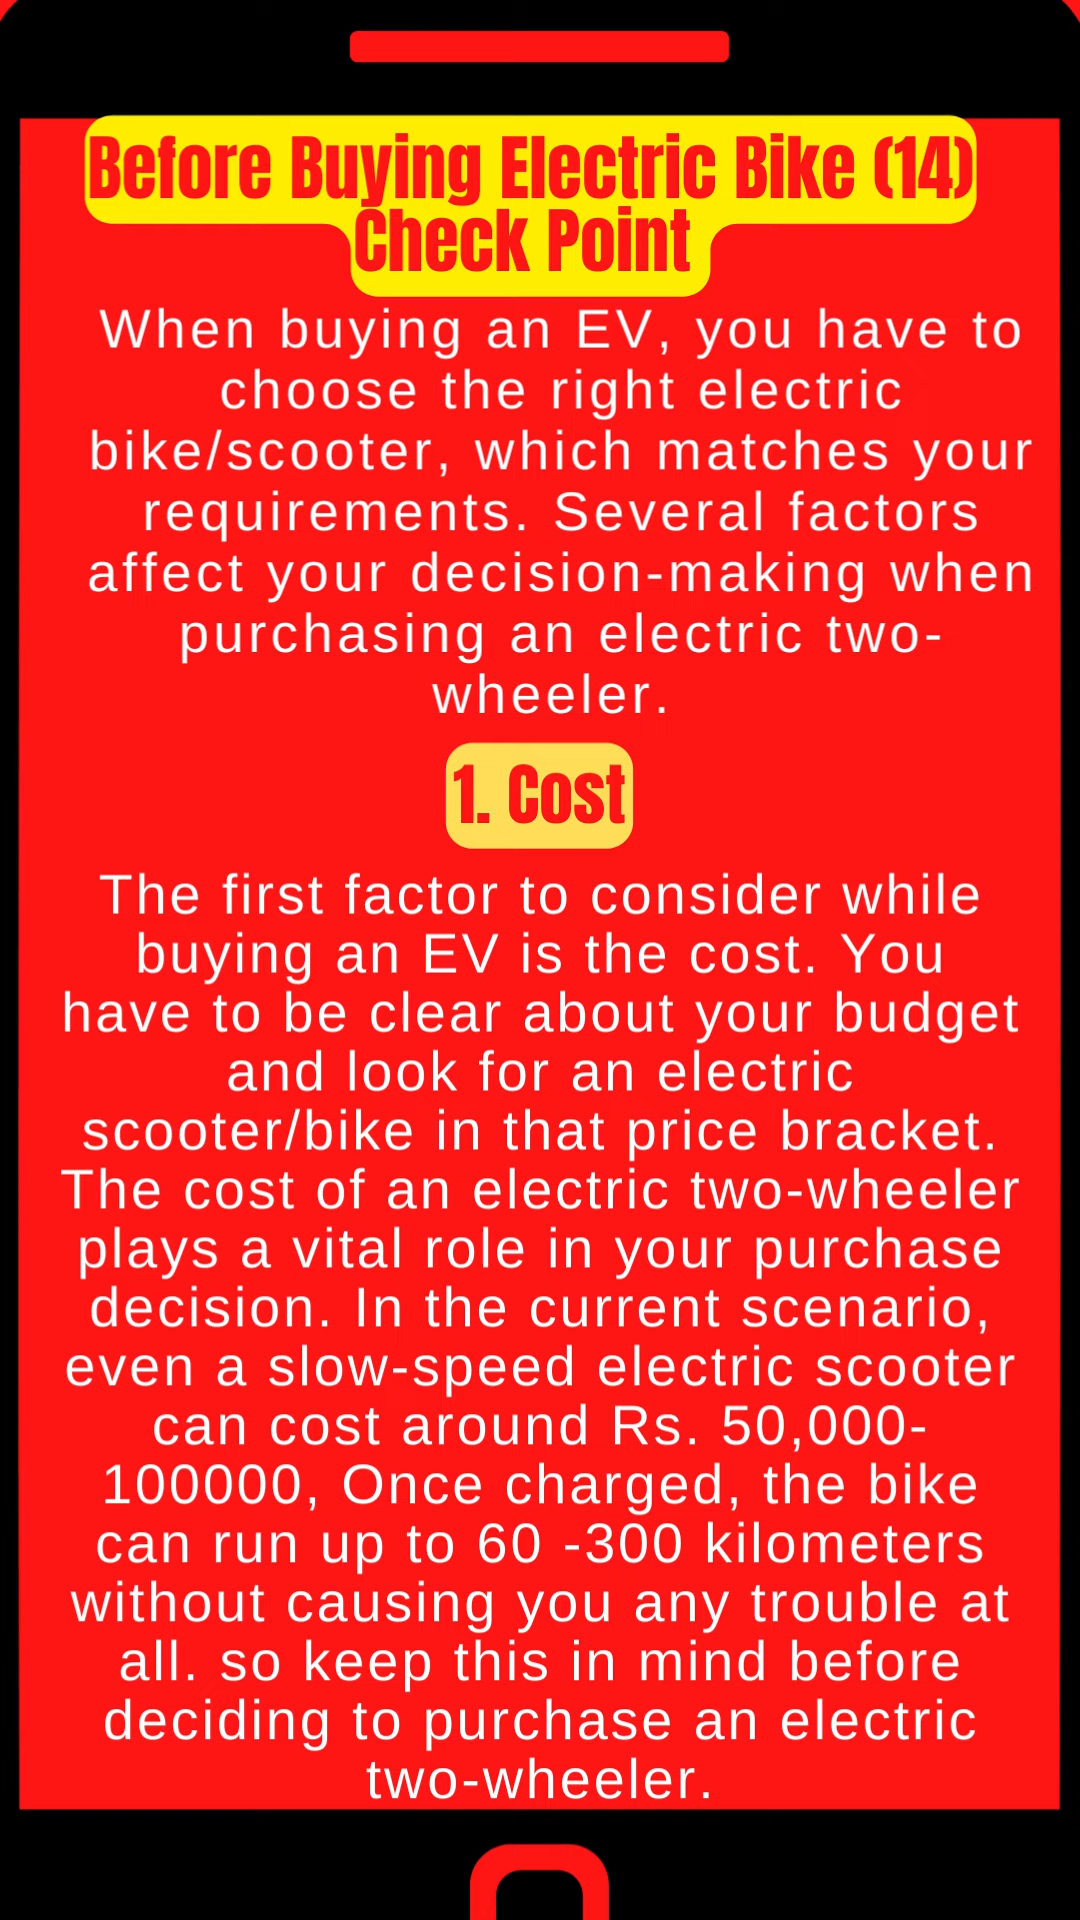 Before Buying Electric Bike (14)
Check Point
When buying an EV, you have to
choose the right electric
bike/scooter, which matches your
requirements. Several factors
affect your decision-making when
purchasing an electric two-
wheeler.
1. Cost
The first factor to consider while
buying an EV is the cost. You
have to be clear about your budget
and look for an electric
scooter/bike in that price bracket.
The cost of an electric two-wheeler
plays a vital role in your purchase
decision. In the current scenario,
even a slow-speed electric scooter
can cost around Rs. 50,000-
100000, Once charged, the bike
can run up to 60 -300 kilometers
without causing you any trouble at
all. so keep this in mind before
deciding to purchase an electric
two-wheeler.